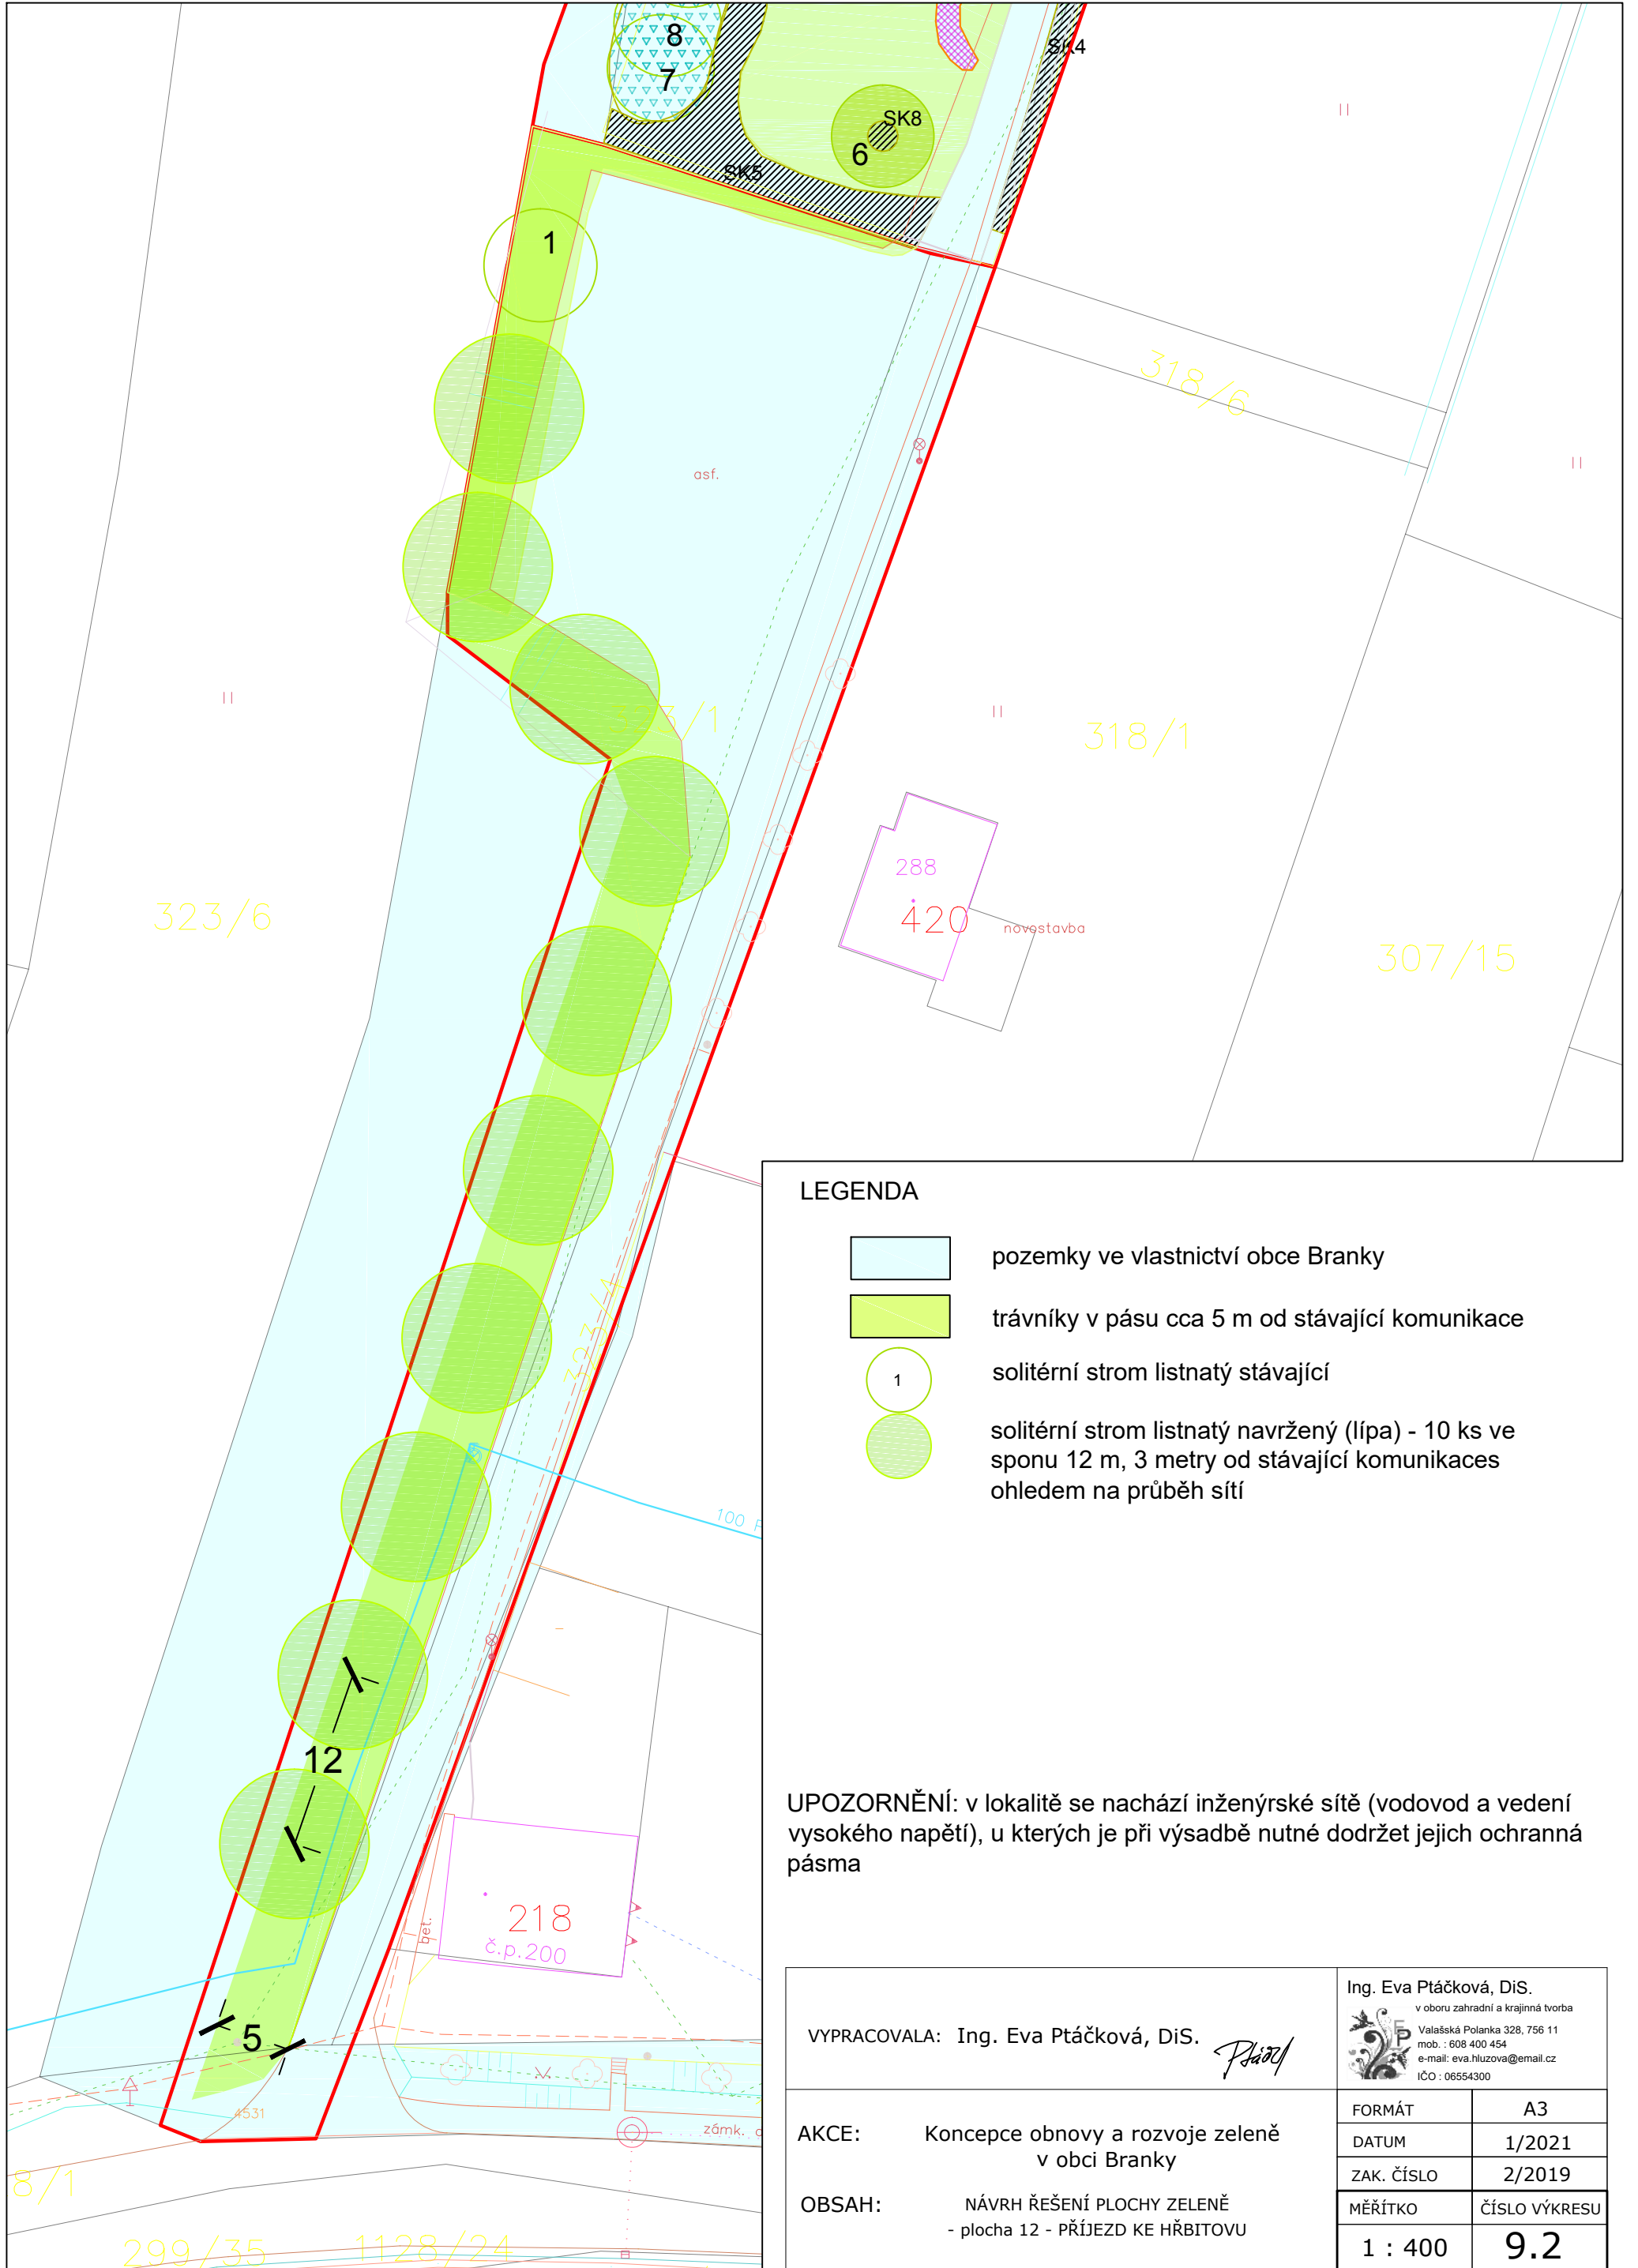 8
7
SK4
SK8
6
SK5
1
318/6
asf.
318/1
288
420
novostavba
323/6
307/15
LEGENDA
pozemky ve vlastnictví obce Branky
trávníky v pásu cca 5 m od stávající komunikace
1
solitérní strom listnatý stávající
solitérní strom listnatý navržený (lípa) - 10 ks ve
sponu 12 m, 3 metry od stávající komunikaces
ohledem na průběh sítí
100
12
UPOZORNĚNÍ: v lokalitě se nachází inženýrské sítě (vodovod a vedení
vysokého napětí), u kterých je při výsadbě nutné dodržet jejich ochranná
pásma
218
č.p.200
bet.
5
4531
zámk.
8/1
299/35
1128/24
VYPRACOVALA: Ing. Eva Ptáčková, DiS.
Ing. Eva Ptáčková, DiS.
v oboru zahradní a krajinná tvorba
Valašská Polanka 328, 756 11
mob. : 608 400 454
e-mail: eva.hluzova@email.cz
IČO : 06554300
AKCE: Koncepce obnovy a rozvoje zeleně
v obci Branky
OBSAH: NÁVRH ŘEŠENÍ PLOCHY ZELENĚ
- plocha 12 - PŘÍJEZD KE HŘBITOVU
FORMÁT A3
DATUM 1/2021
ZAK. ČÍSLO 2/2019
MĚŘÍTKO ČÍSLO VÝKRESU
1 : 400 9.2